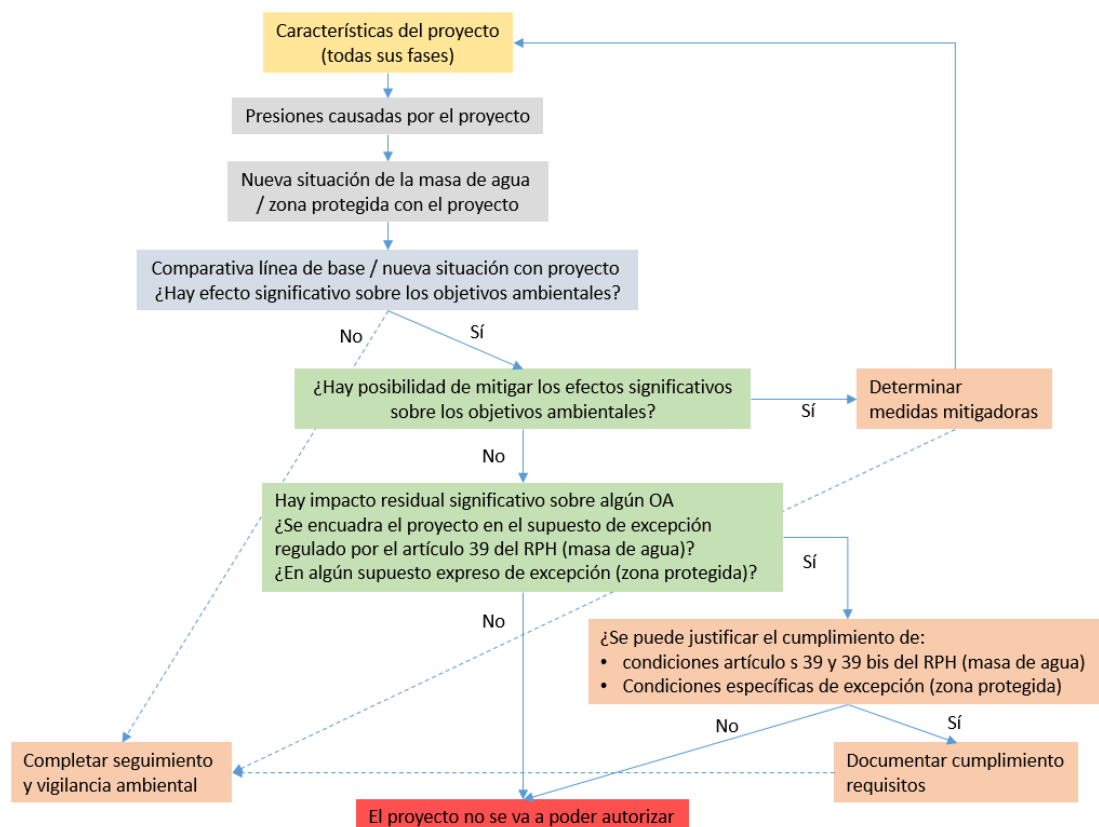 Características del proyecto
(todas sus fases)
Presiones causadas por el proyecto
Nueva situación de la masa de agua
/ zona protegida con el proyecto
Comparativa línea de base / nueva situación con proyecto
¿Hay efecto significativo sobre los objetivos ambientales?
No
Sí
¿Hay posibilidad de mitigar los efectos significativos
sobre los objetivos ambientales?
Sí
Determinar
medidas mitigadoras
No
Hay impacto residual significativo sobre algún OA
¿Se encuadra el proyecto en el supuesto de excepción
regulado por el artículo 39 del RPH (masa de agua)?
¿En algún supuesto expreso de excepción (zona protegida)?
Sí
No
¿Se puede justificar el cumplimiento de:
• condiciones artículo s 39 y 39 bis del RPH (masa de agua)
• Condiciones específicas de excepción (zona protegida)
No
Sí
Completar seguimiento
y vigilancia ambiental
Documentar cumplimiento
requisitos
El proyecto no se va a poder autorizar